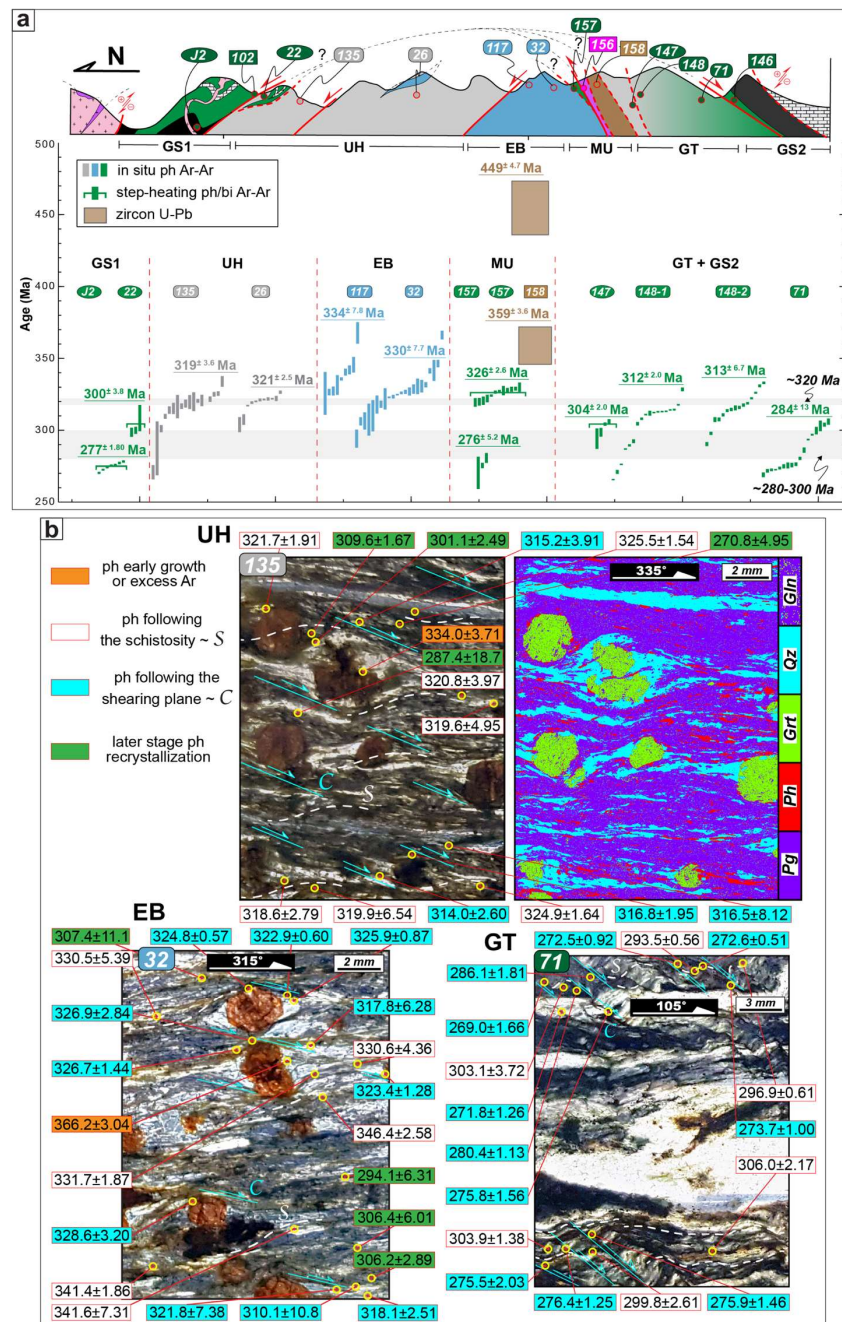 a
N
J2 102 22 ? 135 26 117 32 ? 157 ? 156 158 147 148 71 146
GS1 UH EB MU GT GS2
500
450
400
350
300
250
Age (Ma)
in situ ph Ar-Ar
step-heating ph/bi Ar-Ar
zircon U-Pb
449± 4.7 Ma
GS1 UH EB MU GT + GS2
J2 22 135 26 117 32 157 157 158 147 148-1 148-2 71
334± 7.8 Ma
359± 3.6 Ma
330± 7.7 Ma
319± 3.6 Ma
321± 2.5 Ma
326± 2.6 Ma
312± 2.0 Ma
313± 6.7 Ma
~320 Ma
300± 3.8 Ma
304± 2.0 Ma
284± 13 Ma
277± 1.80 Ma
276± 5.2 Ma
~280-300 Ma
b
UH
321.7±1.91 309.6±1.67 301.1±2.49 315.2±3.91 325.5±1.54 270.8±4.95
135
335° 2 mm
ph early growth
or excess Ar
ph following
the schistosity ~ S
ph following the
shearing plane ~ C
later stage ph
recrystallization
334.0±3.71
287.4±18.7
320.8±3.97
319.6±4.95
C
S
Gln
Qz
Grt
Ph
Pg
318.6±2.79 319.9±6.54 314.0±2.60 324.9±1.64 316.8±1.95 316.5±8.12
EB
307.4±11.1 324.8±0.57 322.9±0.60 325.9±0.87
330.5±5.39
32
315° 2 mm
326.9±2.84
317.8±6.28
326.7±1.44
330.6±4.36
323.4±1.28
366.2±3.04
346.4±2.58
331.7±1.87
294.1±6.31
C
S
328.6±3.20
306.4±6.01
306.2±2.89
341.4±1.86
341.6±7.31 321.8±7.38 310.1±10.8 318.1±2.51
GT
272.5±0.92 293.5±0.56 272.6±0.51
71
286.1±1.81
105° 3 mm
C
269.0±1.66
303.1±3.72
296.9±0.61
271.8±1.26
273.7±1.00
280.4±1.13
306.0±2.17
275.8±1.56
303.9±1.38
275.5±2.03
276.4±1.25 299.8±2.61 275.9±1.46